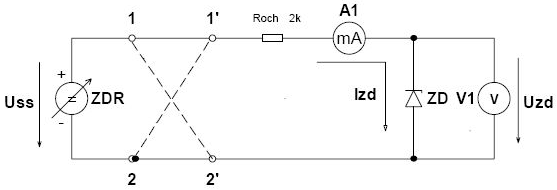 1 1' Roch 2k A1
mA
+
Uss = ZDR Izd ZD V1 V Uzd
-
2 2'